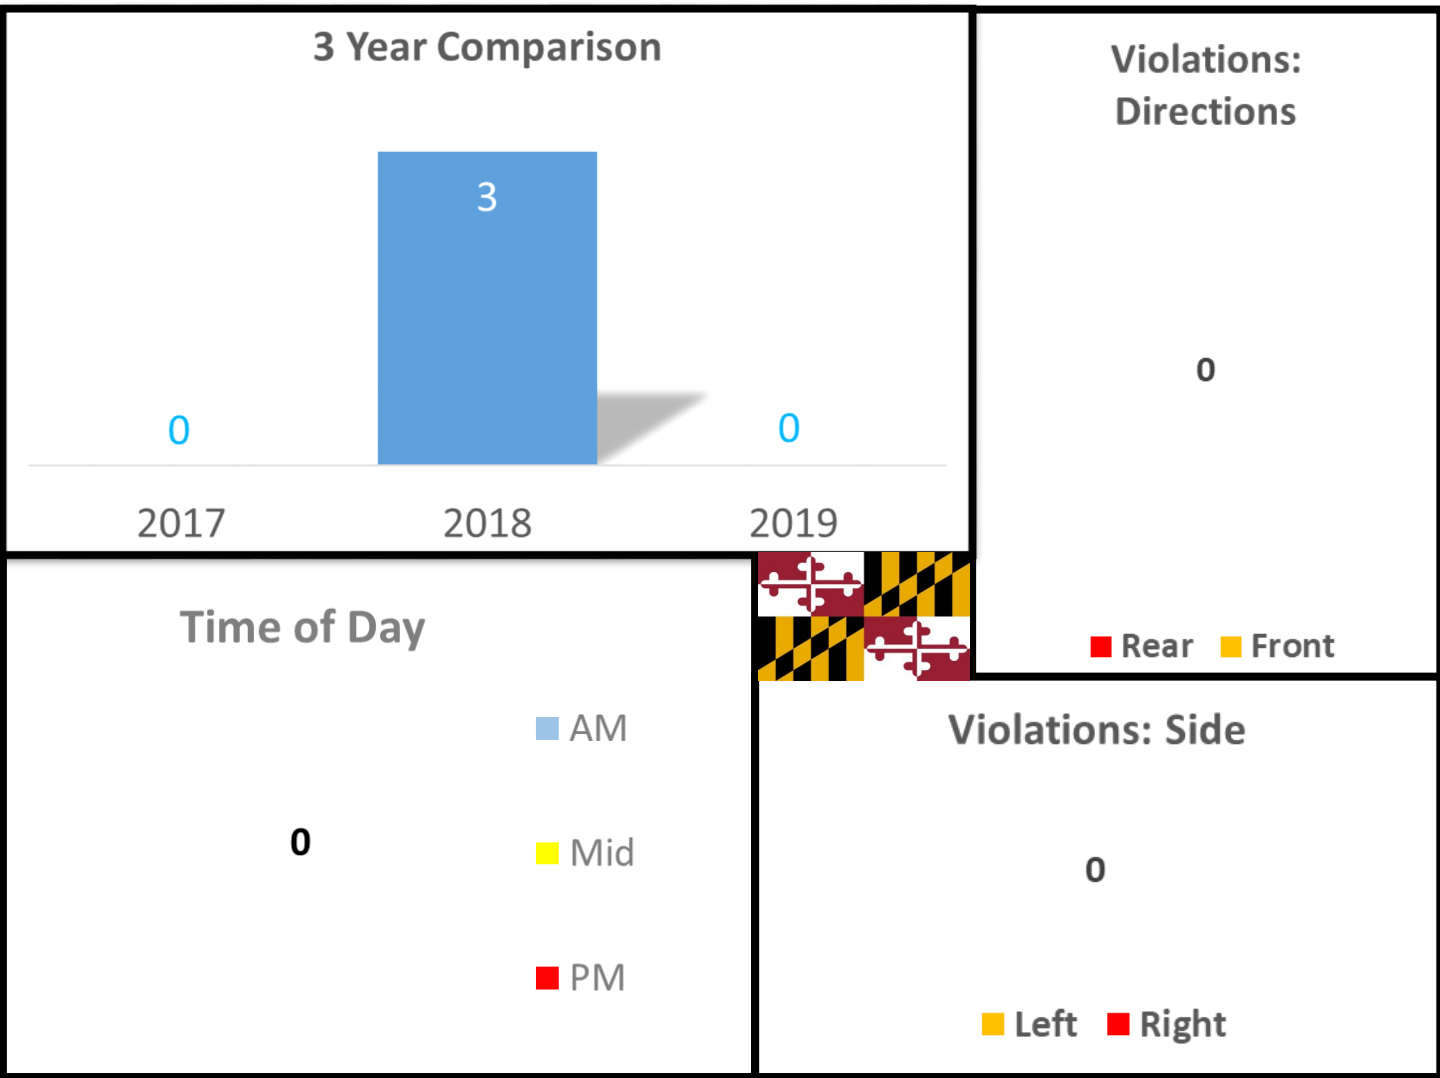 3 Year Comparison
3
0
0
2017 2018 2019
Violations:
Directions
0
Rear Front
Time of Day
AM
0
Mid
PM
Violations: Side
0
Left Right